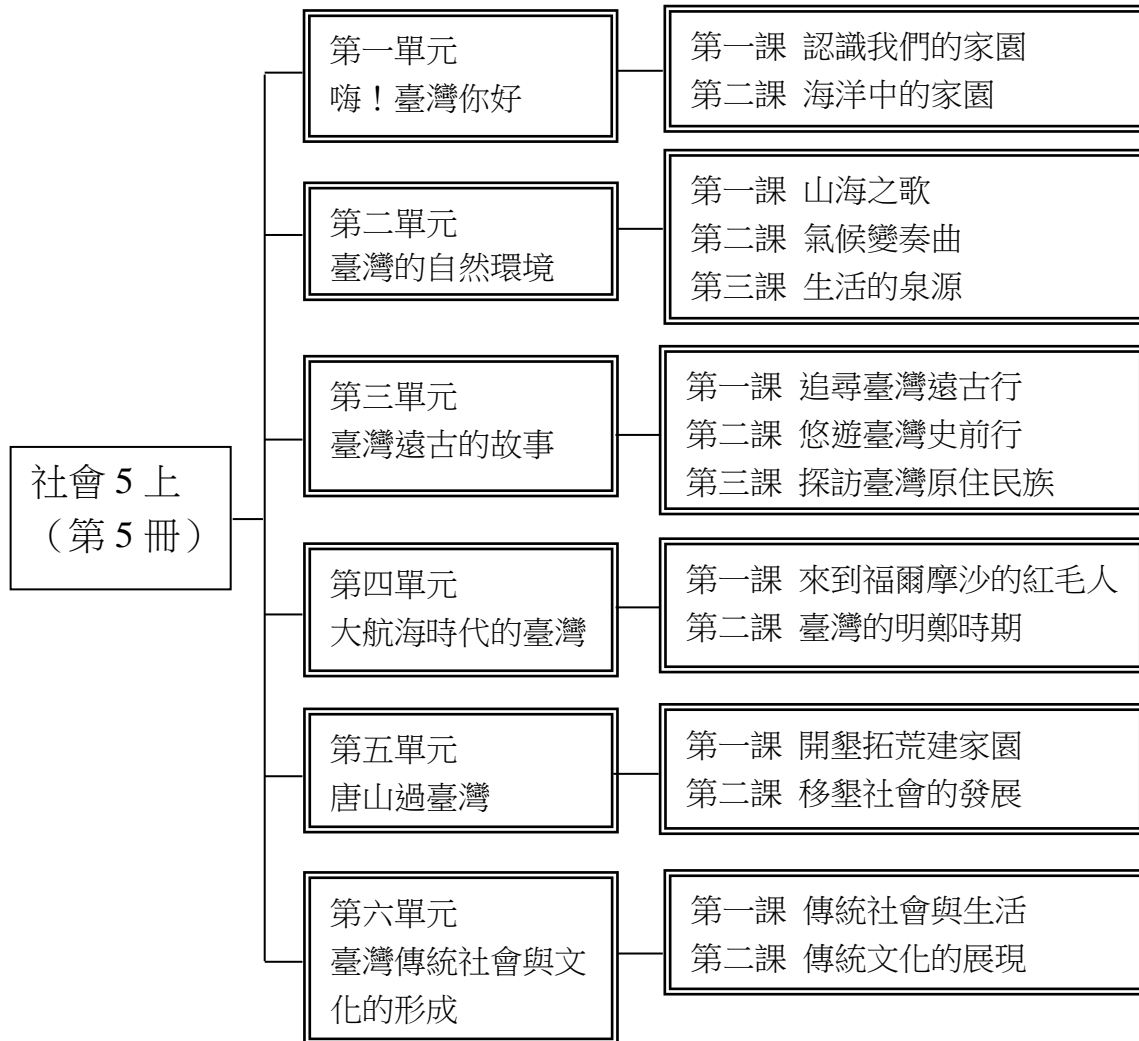 社會 5 上
（第 5 冊）
第一單元
嗨！臺灣你好
第一課 認識我們的家園
第二課 海洋中的家園
第二單元
臺灣的自然環境
第一課 山海之歌
第二課 氣候變奏曲
第三課 生活的泉源
第三單元
臺灣遠古的故事
第一課 追尋臺灣遠古行
第二課 悠遊臺灣史前行
第三課 探訪臺灣原住民族
第四單元
大航海時代的臺灣
第一課 來到福爾摩沙的紅毛人
第二課 臺灣的明鄭時期
第五單元
唐山過臺灣
第一課 開墾拓荒建家園
第二課 移墾社會的發展
第六單元
臺灣傳統社會與文
化的形成
第一課 傳統社會與生活
第二課 傳統文化的展現